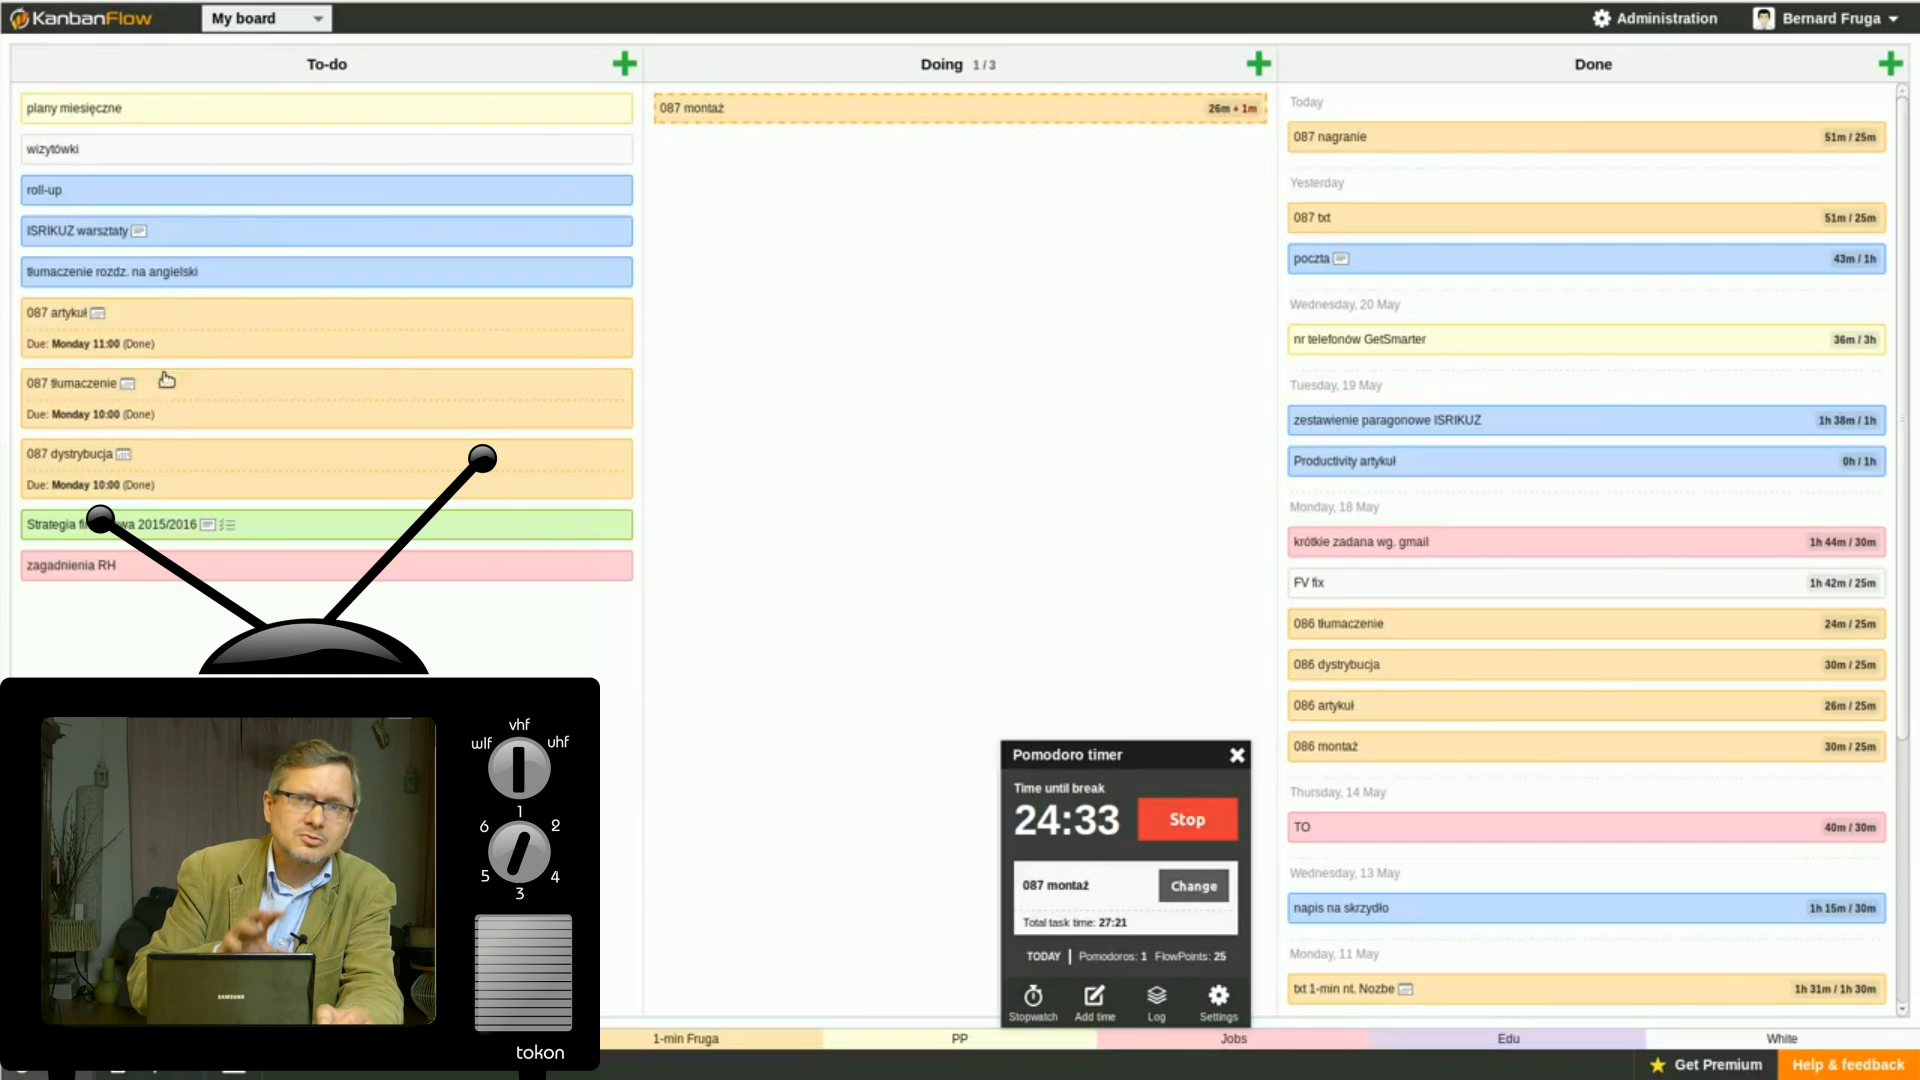 KanbanFlow
My board
Administration
Bernard Fruga
To-do
plany miesięczne
wizytówki
roll-up
ISRIKUZ warsztaty
tłumaczenie rozdz. na angielski
087 artykuł
Due: Monday 11:00 (Done)
087 tłumaczenie
Due: Monday 10:00 (Done)
087 dystrybucja
Due: Monday 10:00 (Done)
Strategia 2015/2016
zagadnienia RH
Doing 1 / 3
087 montaż 26m + 1m
Done
Today
087 nagranie 51m / 25m
Yesterday
087 txt 51m / 25m
poczta 43m / 1h
Wednesday, 20 May
nr telefonów GetSmarter 36m / 3h
Tuesday, 19 May
zestawienie paragonowe ISRIKUZ 1h 38m / 1h
Productivity artykuł 0h / 1h
Monday, 18 May
krótkie zadana wg. gmail 1h 44m / 30m
FV fix 1h 42m / 25m
086 tłumaczenie 24m / 25m
086 dystrybucja 30m / 25m
086 artykuł 26m / 25m
086 montaż 30m / 25m
Thursday, 14 May
TO 40m / 30m
Wednesday, 13 May
napis na skrzydło 1h 15m / 30m
Monday, 11 May
txt 1-min nt. Nozbe 1h 31m / 1h 30m
Pomodoro timer
Time until break
24:33
Stop
087 montaż
Change
Total task time: 27:21
TODAY | Pomodoros: 1 FlowPoints: 25
Stopwatch Add time Log Settings
vhf
wlf uhf
1
6 2
5 4
3
SAMSUNG
tokon
1-min Fruga PP Jobs Edu White
Get Premium
Help & feedback